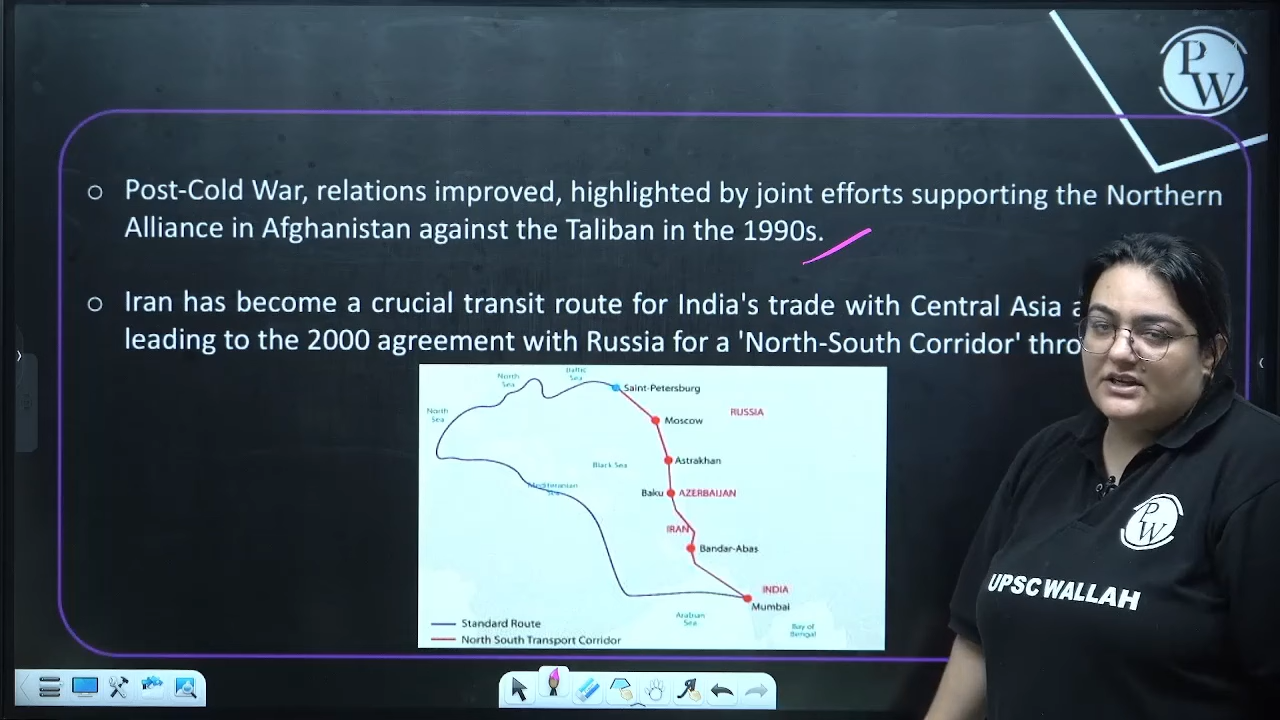 PW
Post-Cold War, relations improved, highlighted by joint efforts supporting the Northern
Alliance in Afghanistan against the Taliban in the 1990s.
Iran has become a crucial transit route for India's trade with Central Asia
leading to the 2000 agreement with Russia for a 'North-South Corridor'
North
Sea
Baltic
Sea
Saint-Petersburg
North
Sea
Moscow
RUSSIA
Black Sea
Astrakhan
Mediteranian
Sea
Baku
AZERBAIJAN
IRAN
Bandar-Abas
INDIA
Mumbai
Arabian
Sea
Bay of
Bengal
Standard Route
North South Transport Corridor
PW
UPSC WALLAH